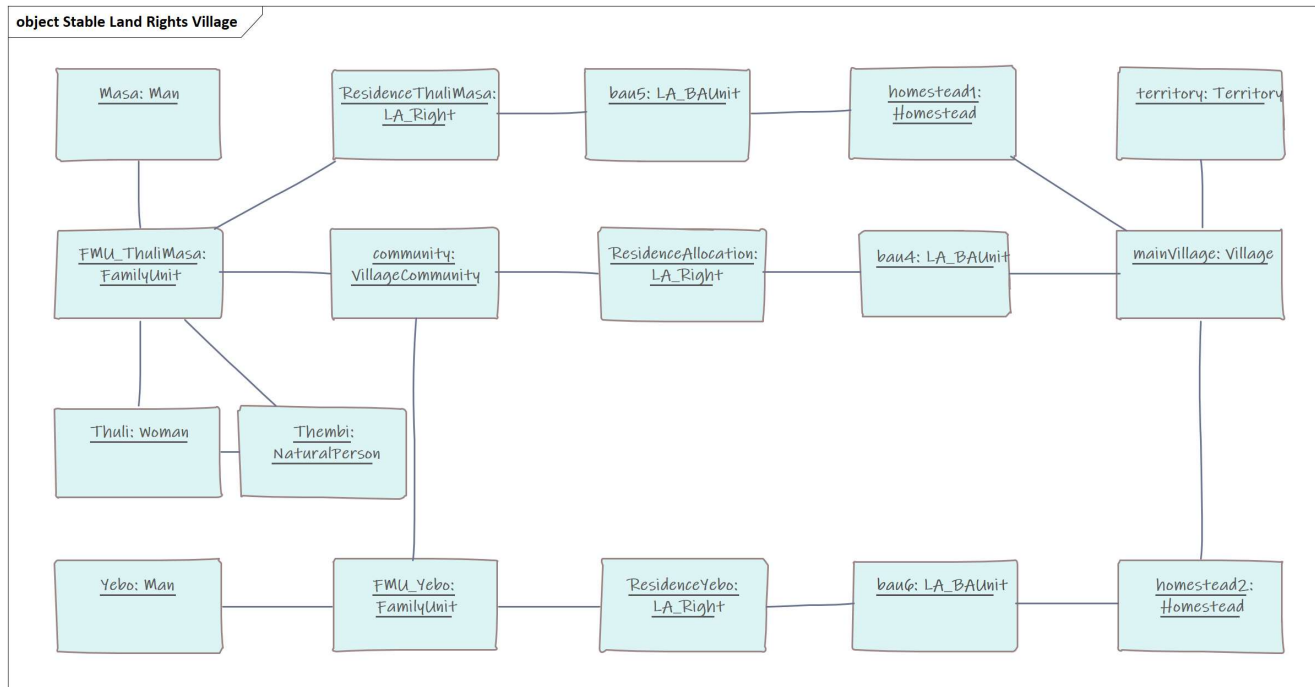 object Stable Land Rights Village
Masa: Man
ResidenceThuliMasa:
LA_Right
bau5: LA_BAUnit
homestead1:
Homestead
territory: Territory
FMU_ThuliMasa:
FamilyUnit
community:
VillageCommunity
ResidenceAllocation:
LA_Right
bau4: LA_BAUnit
mainVillage: Village
Thuli: Woman
Thembi:
NaturalPerson
Yebo: Man
FMU_Yebo:
FamilyUnit
ResidenceYebo:
LA_Right
bau6: LA_BAUnit
homestead2:
Homestead